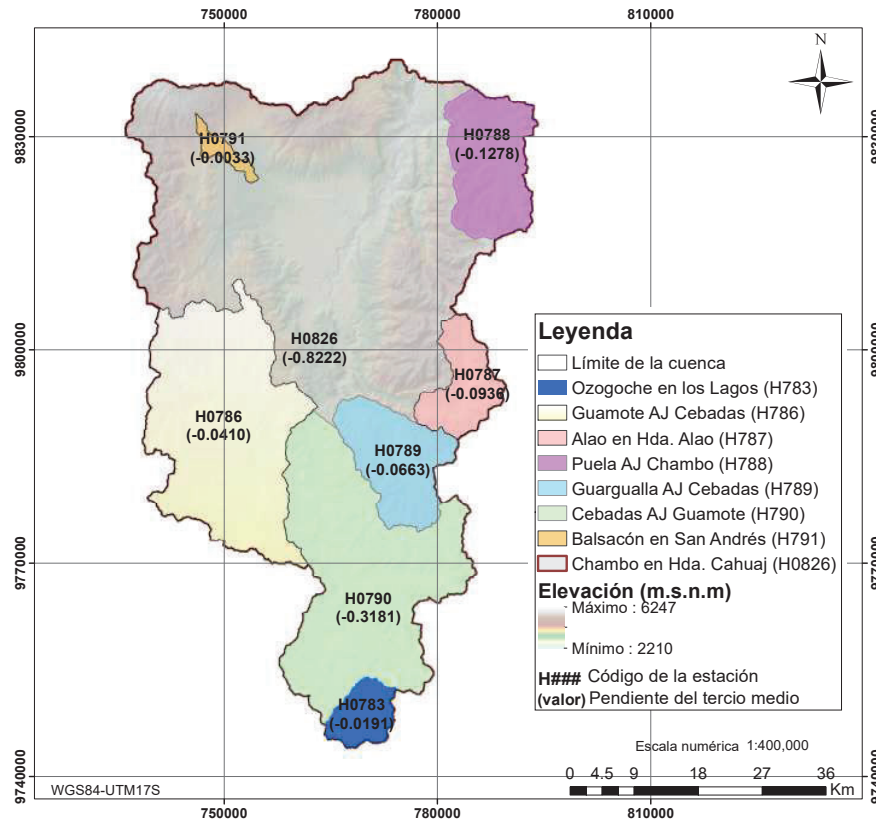 750000 780000 810000
N
9830000 9830000
H0791
(-0.0033)
H0788
(-0.1278)
9800000 9800000
H0826
(-0.8222)
H0787
(-0.0936)
H0786
(-0.0410)
H0789
(-0.0663)
9770000 9770000
H0790
(-0.3181)
H0783
(-0.0191)
9740000 9740000
Leyenda
Límite de la cuenca
Ozogoche en los Lagos (H783)
Guamote AJ Cebadas (H786)
Alao en Hda. Alao (H787)
Puela AJ Chambo (H788)
Guargualla AJ Cebadas (H789)
Cebadas AJ Guamote (H790)
Balsacón en San Andrés (H791)
Chambo en Hda. Cahuaj (H0826)
Elevación (m.s.n.m)
Máximo : 6247
Mínimo : 2210
H### Código de la estación
(valor) Pendiente del tercio medio
Escala numérica 1:400,000
0 4.5 9 18 27 36
Km
WGS84-UTM17S
750000 780000 810000